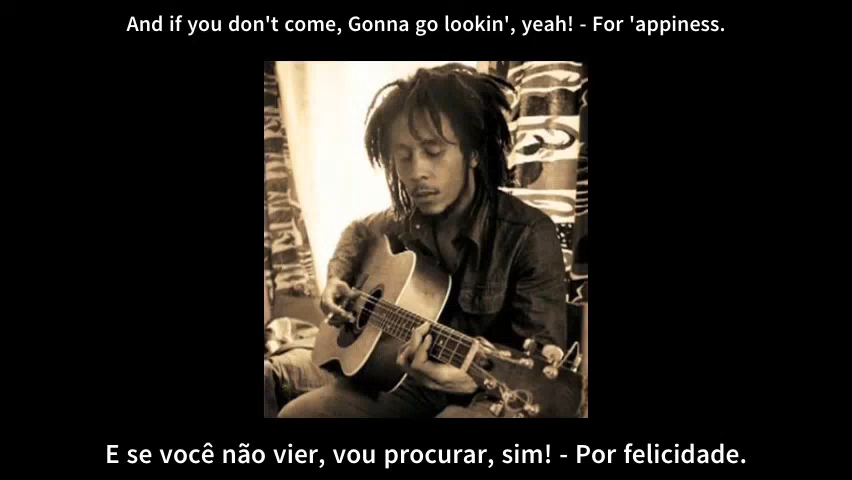 And if you don't come, Gonna go lookin', yeah! - For 'appiness.
E se você não vier, vou procurar, sim! - Por felicidade.